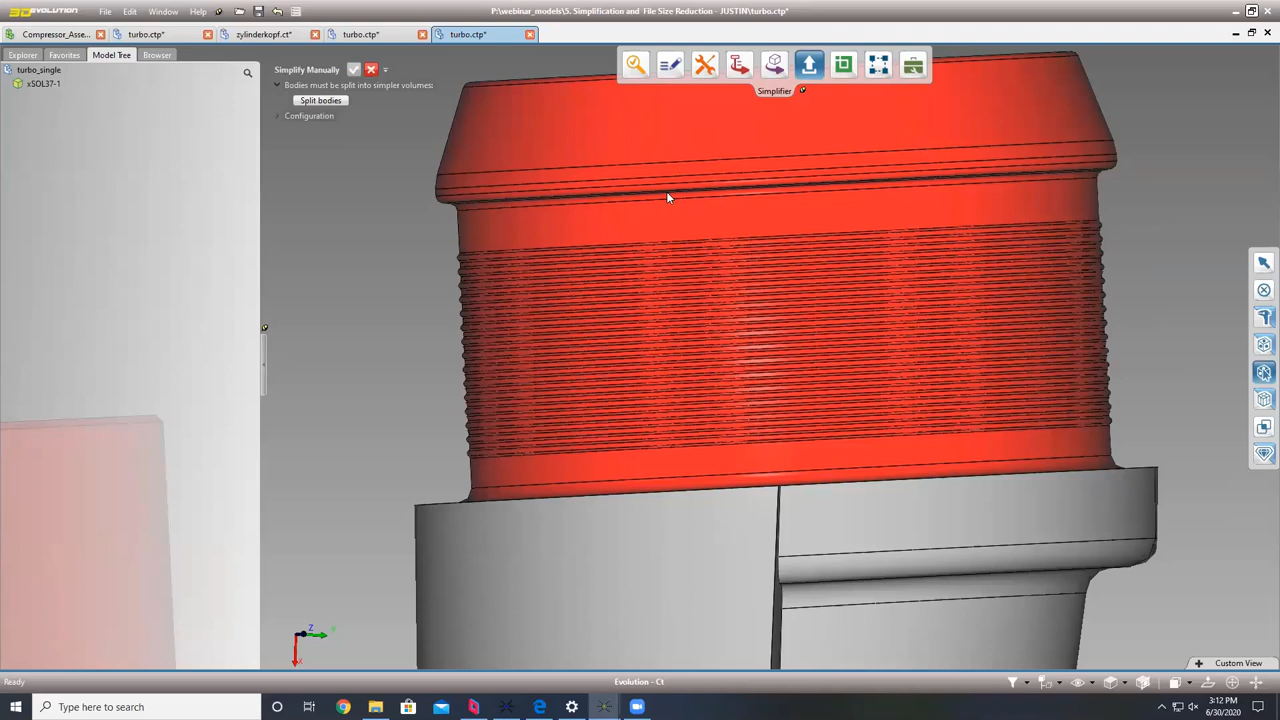 3DEVOLUTION File Edit Window Help P:\webinar_models\5. Simplification and File Size Reduction - JUSTIN\turbo.ctp*
Compressor_Asse... turbo.ctp* zylinderkopf.ct* turbo.ctp* turbo.ctp*
Explorer Favorites Model Tree Browser
turbo_single
xSOL37-1
Simplify Manually
Bodies must be split into simpler volumes:
Split bodies
Configuration
Simplifier
Z
Y
X
Custom View
Ready Evolution - Ct
Type here to search
3:12 PM
6/30/2020